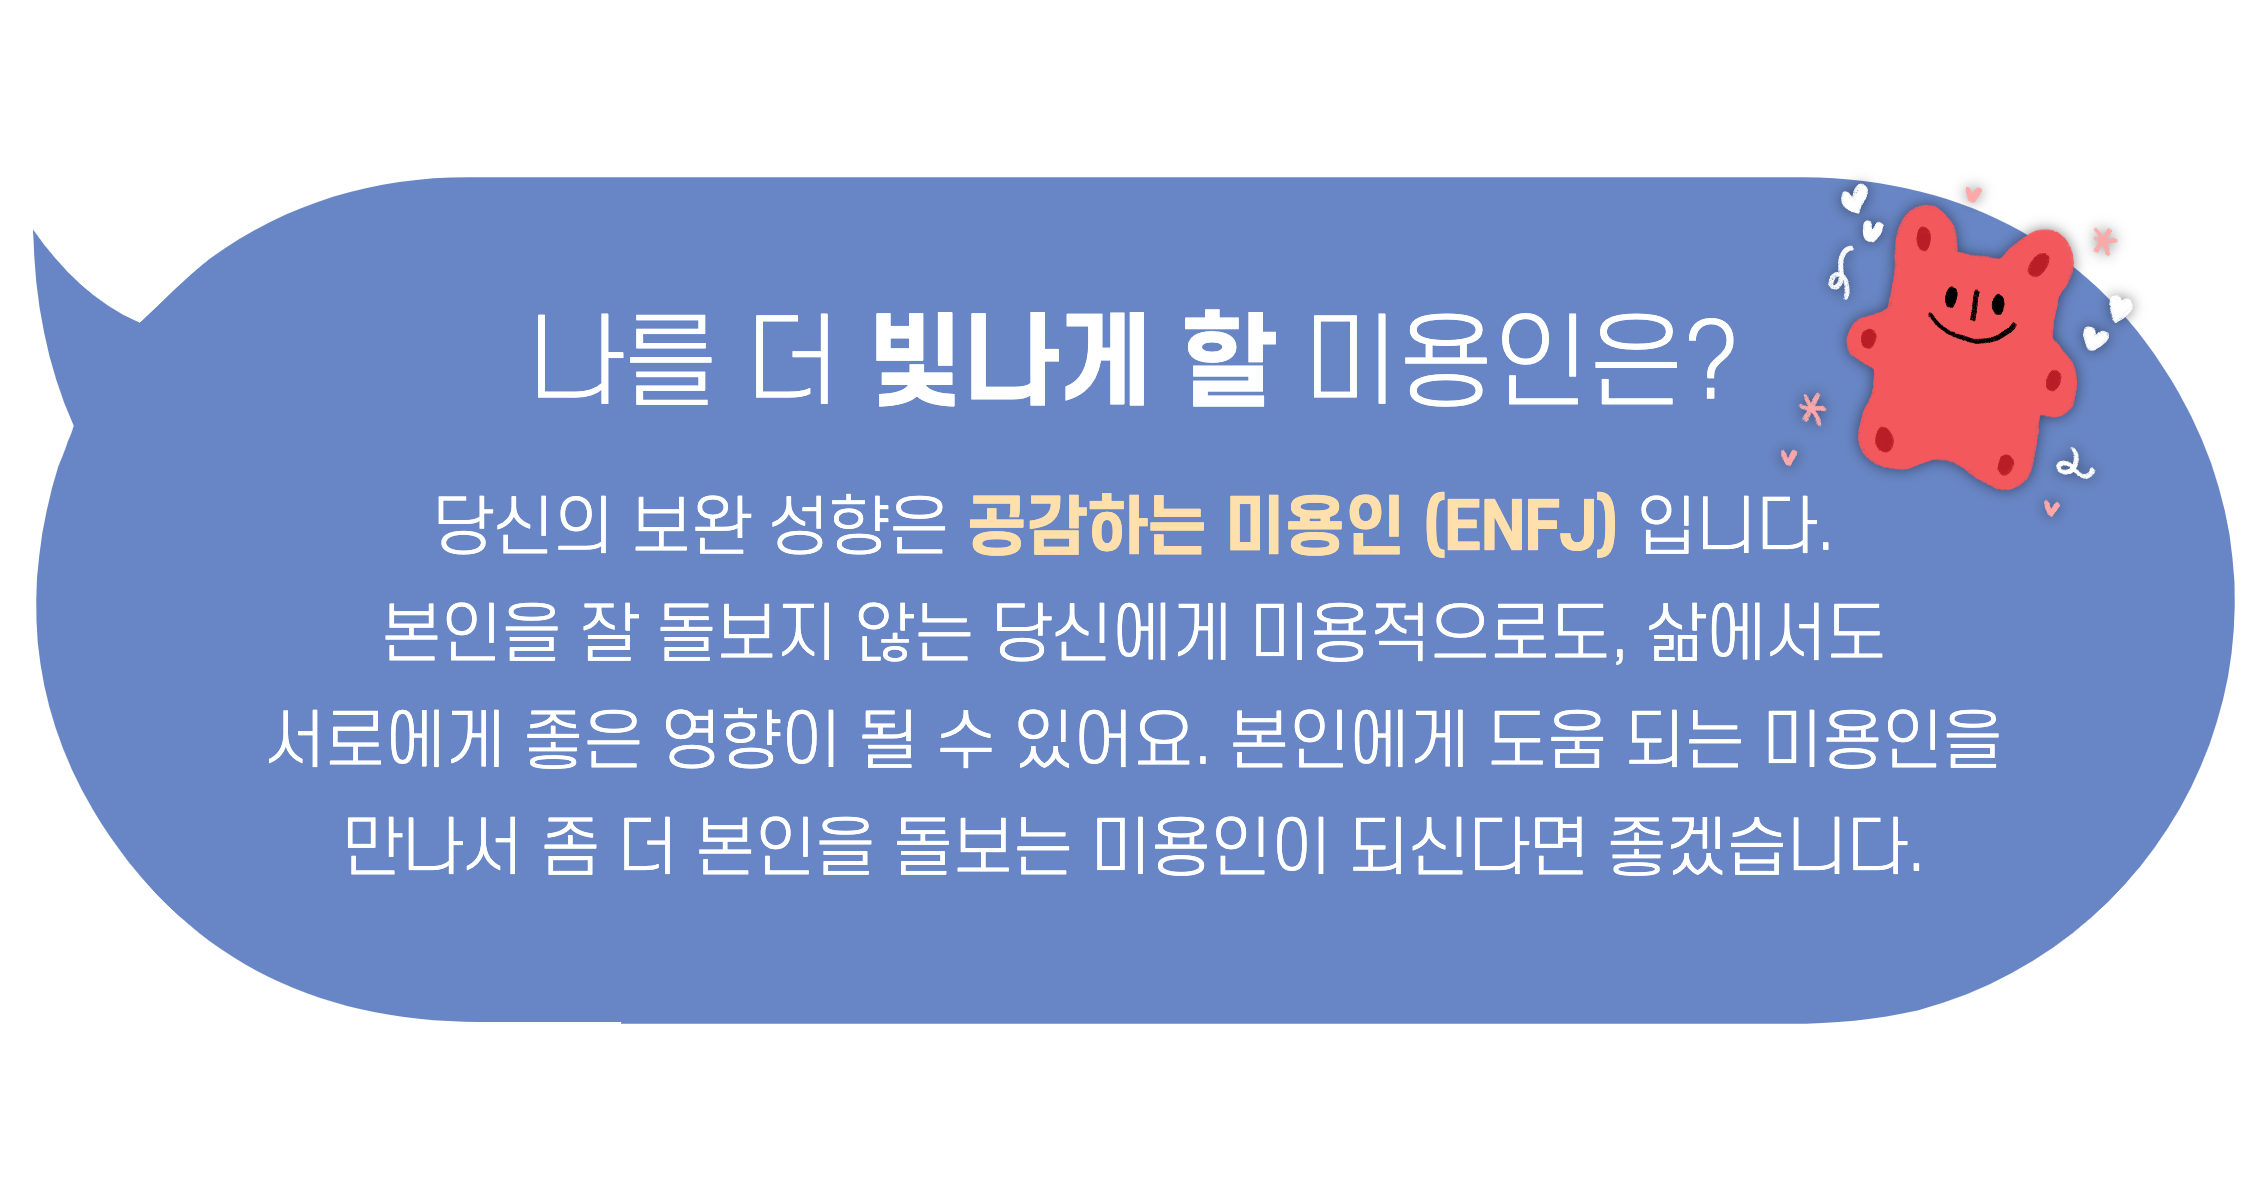 나를 더 빛나게 할 미용인은?
당신의 보완 성향은 공감하는 미용인 (ENFJ) 입니다.
본인을 잘 돌보지 않는 당신에게 미용적으로도, 삶에서도
서로에게 좋은 영향이 될 수 있어요. 본인에게 도움 되는 미용인을
만나서 좀 더 본인을 돌보는 미용인이 되신다면 좋겠습니다.